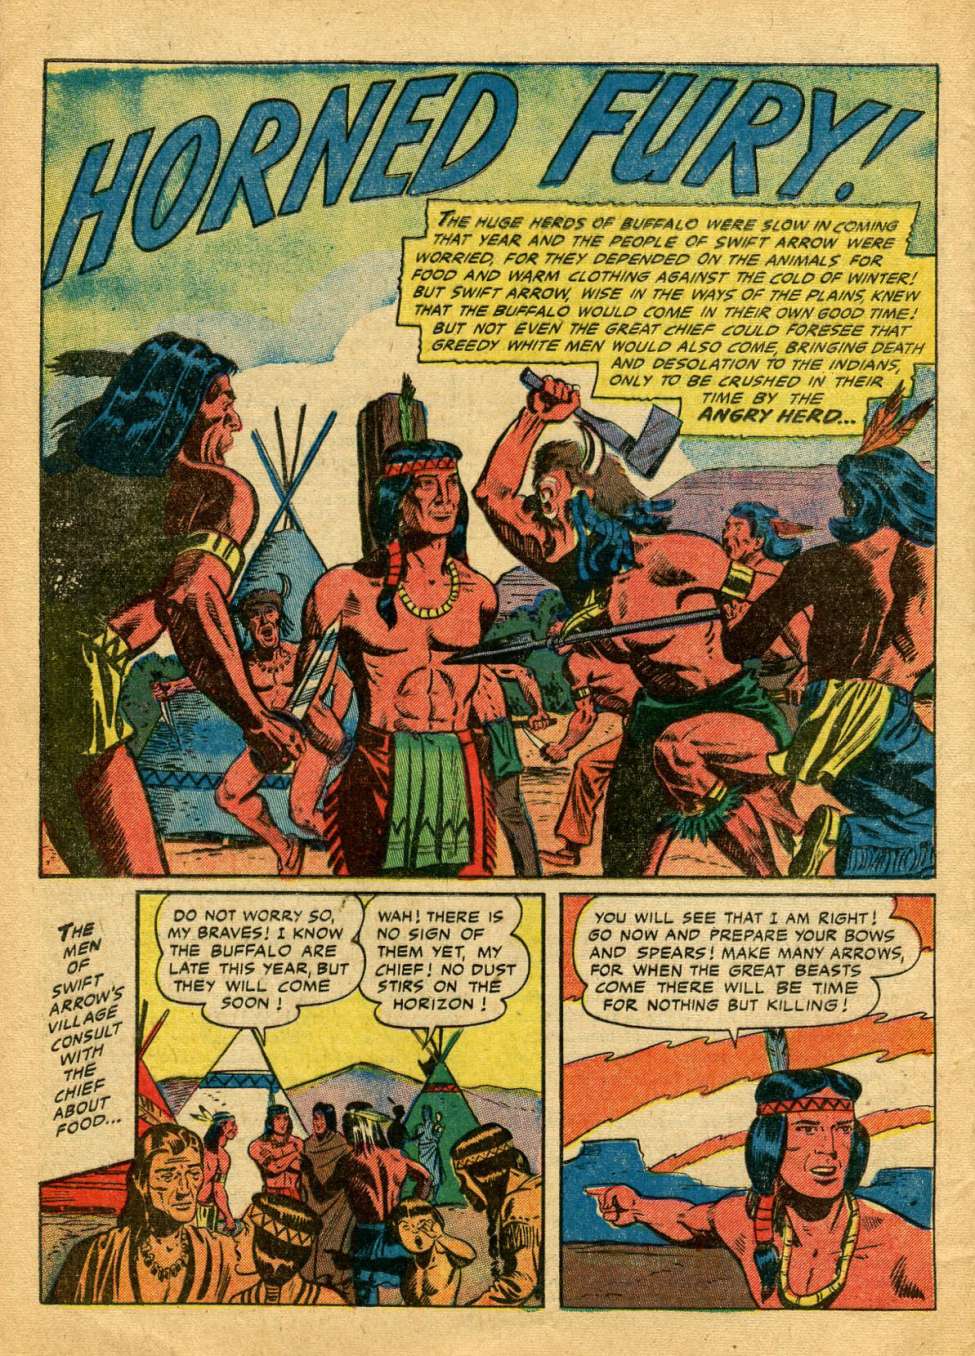 HORNED FURY!
THE HUGE HERDS OF BUFFALO WERE SLOW IN COMING
THAT YEAR AND THE PEOPLE OF SWIFT ARROW WERE
WORRIED, FOR THEY DEPENDED ON THE ANIMALS FOR
FOOD AND WARM CLOTHING AGAINST THE COLD OF WINTER!
BUT SWIFT ARROW, WISE IN THE WAYS OF THE PLAINS, KNEW
THAT THE BUFFALO WOULD COME IN THEIR OWN GOOD TIME!
BUT NOT EVEN THE GREAT CHIEF COULD FORESEE THAT
GREEDY WHITE MEN WOULD ALSO COME, BRINGING DEATH
AND DESOLATION TO THE INDIANS,
ONLY TO BE CRUSHED IN THEIR
TIME BY THE
ANGRY HERD...
THE
MEN
OF
SWIFT
ARROW'S
VILLAGE
CONSULT
WITH
THE
CHIEF
ABOUT
FOOD...
DO NOT WORRY SO,
MY BRAVES! I KNOW
THE BUFFALO ARE
LATE THIS YEAR, BUT
THEY WILL COME
SOON!
WAH! THERE IS
NO SIGN OF
THEM YET, MY
CHIEF! NO DUST
STIRS ON THE
HORIZON!
YOU WILL SEE THAT I AM RIGHT!
GO NOW AND PREPARE YOUR BOWS
AND SPEARS! MAKE MANY ARROWS,
FOR WHEN THE GREAT BEASTS
COME THERE WILL BE TIME
FOR NOTHING BUT KILLING!